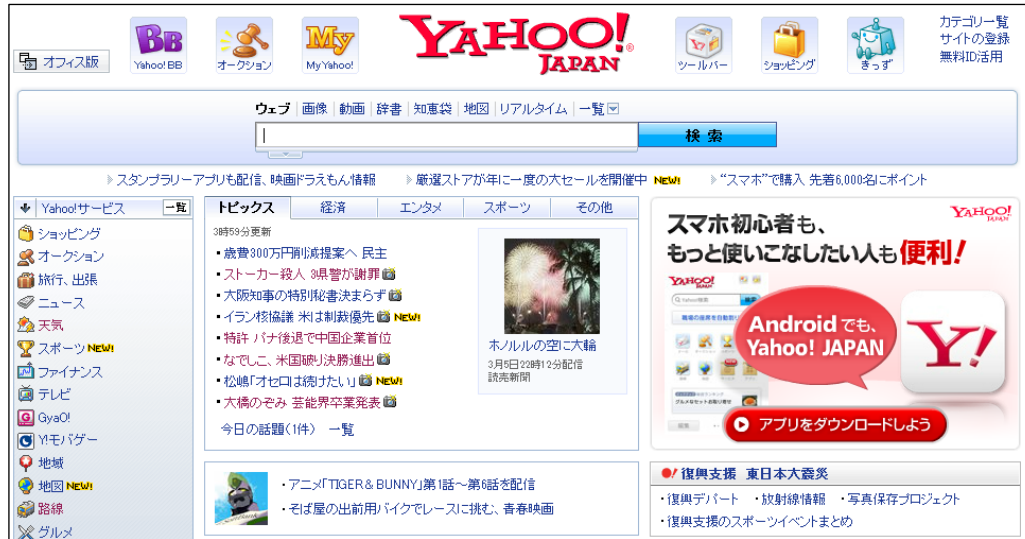 オフィス版
BB
Yahoo! BB
オークション
My
My Yahoo!
YAHOO!
JAPAN
ツールバー
ショッピング
きっず
カテゴリ一覧
サイトの登録
無料ID活用
ウェブ 画像 動画 辞書 知恵袋 地図 リアルタイム 一覧
検索
スタンプラリーアプリも配信、映画ドラえもん情報
厳選ストアが年に一度の大セールを開催中 NEW!
“スマホ”で購入 先着6,000名にポイント
Yahoo!サービス 一覧
ショッピング
オークション
旅行、出張
ニュース
天気
スポーツ NEW!
ファイナンス
テレビ
GyaO!
Y!モバゲー
地域
地図 NEW!
路線
グルメ
トピックス 経済 エンタメ スポーツ その他
3時59分更新
・歳費300万円削減提案へ 民主
・ストーカー殺人 3県警が謝罪
・大阪知事の特別秘書決まらず
・イラン核協議 米は制裁優先 NEW!
・特許 パナ後退で中国企業首位
・なでしこ、米国破り決勝進出
・松嶋「オセロは続けたい」 NEW!
・大橋のぞみ 芸能界卒業発表
今日の話題(1件) 一覧
ホノルルの空に大輪
3月5日22時12分配信
読売新聞
・アニメ「TIGER & BUNNY」第1話～第6話を配信
・そば屋の出前用バイクでレースに挑む、青春映画
YAHOO!
JAPAN
スマホ初心者も、
もっと使いこなしたい人も便利!
YAHOO!
JAPAN
検索
Android でも、
Yahoo! JAPAN
Y!
アプリをダウンロードしよう
復興支援 東日本大震災
・復興デパート ・放射線情報 ・写真保存プロジェクト
・復興支援のスポーツイベントまとめ